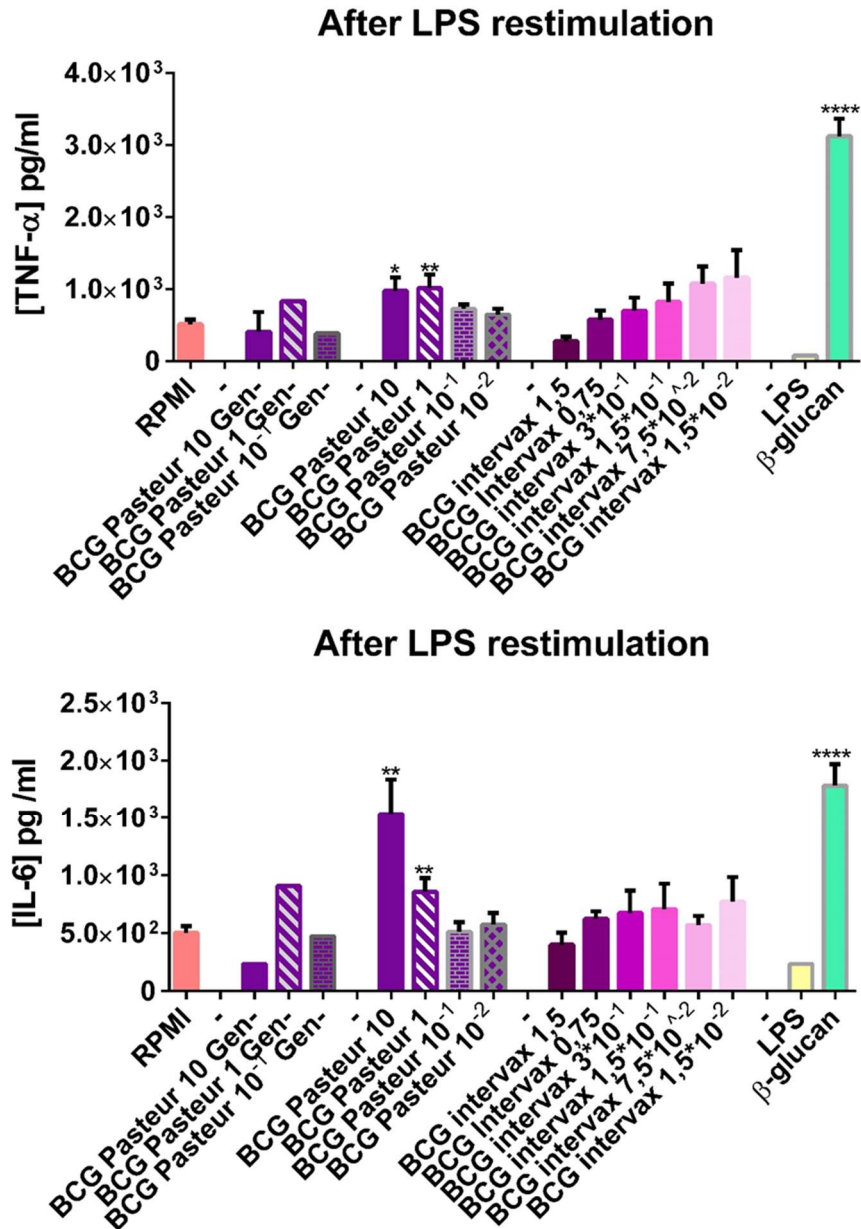 After LPS restimulation
[TNF-α] pg/ml
4.0×10³
3.0×10³
2.0×10³
1.0×10³
0
*
**
****
RPMI
-
BCG Pasteur 10 Gen-
BCG Pasteur 1 Gen-
BCG Pasteur 10⁻¹ Gen-
-
BCG Pasteur 10
BCG Pasteur 1
BCG Pasteur 10⁻¹
BCG Pasteur 10⁻²
-
BCG intervax 1,5
BCG Intervax 0,75
BCG intervax 3*10⁻¹
BCG intervax 1,5*10⁻¹
BCG intervax 7,5*10^⁻²
BCG intervax 1,5*10⁻²
-
LPS
β-glucan
After LPS restimulation
[IL-6] pg /ml
2.5×10³
2.0×10³
1.5×10³
1.0×10³
5.0×10²
0
**
**
****
RPMI
-
BCG Pasteur 10 Gen-
BCG Pasteur 1 Gen-
BCG Pasteur 10⁻¹ Gen-
-
BCG Pasteur 10
BCG Pasteur 1
BCG Pasteur 10⁻¹
BCG Pasteur 10⁻²
-
BCG intervax 1,5
BCG Intervax 0,75
BCG intervax 3*10⁻¹
BCG intervax 1,5*10⁻¹
BCG intervax 7,5*10^⁻²
BCG intervax 1,5*10⁻²
-
LPS
β-glucan